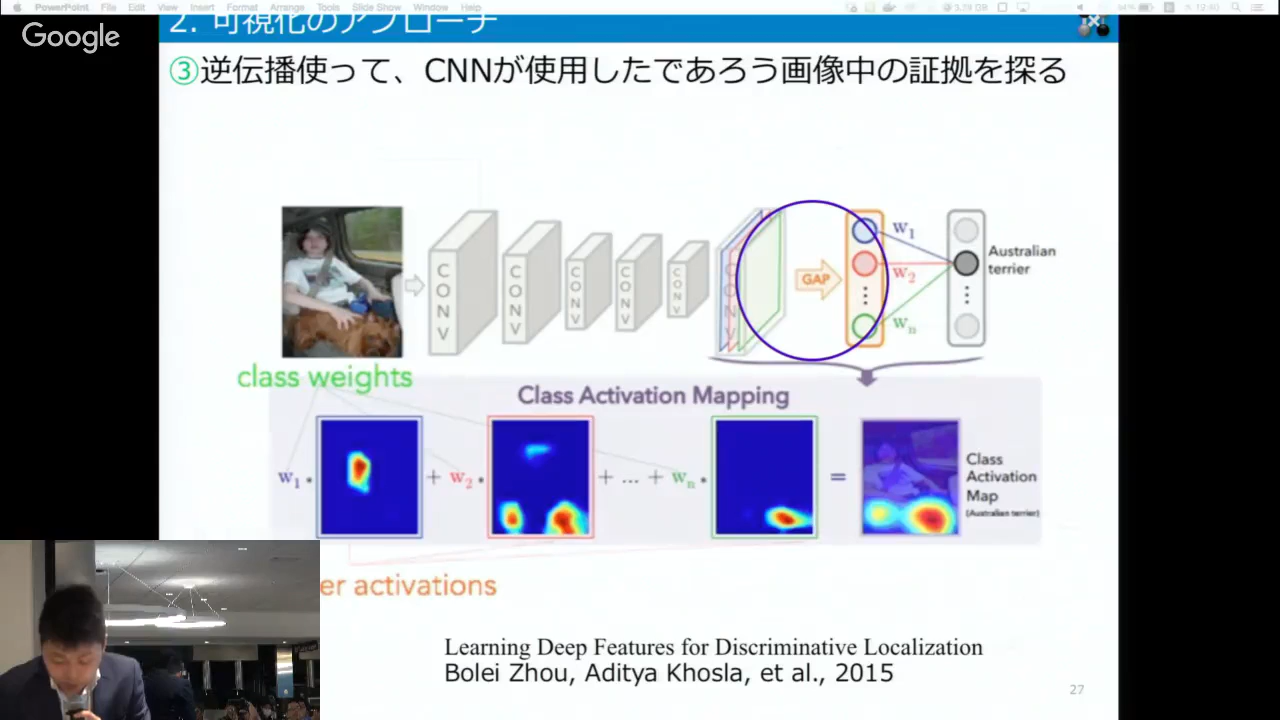 PowerPoint File Edit View Insert Format Arrange Tools Slide Show Window Help
Google
2. 可視化のアプローチ
③逆伝播使って、CNNが使用したであろう画像中の証拠を探る
CONV
CONV
CONV
CONV
CONV
CONV
GAP
w1
w2
wn
Australian
terrier
class weights
Class Activation Mapping
w1 • + w2 • + ... + wn • =
Class
Activation
Map
(Australian terrier)
er activations
Learning Deep Features for Discriminative Localization
Bolei Zhou, Aditya Khosla, et al., 2015
27